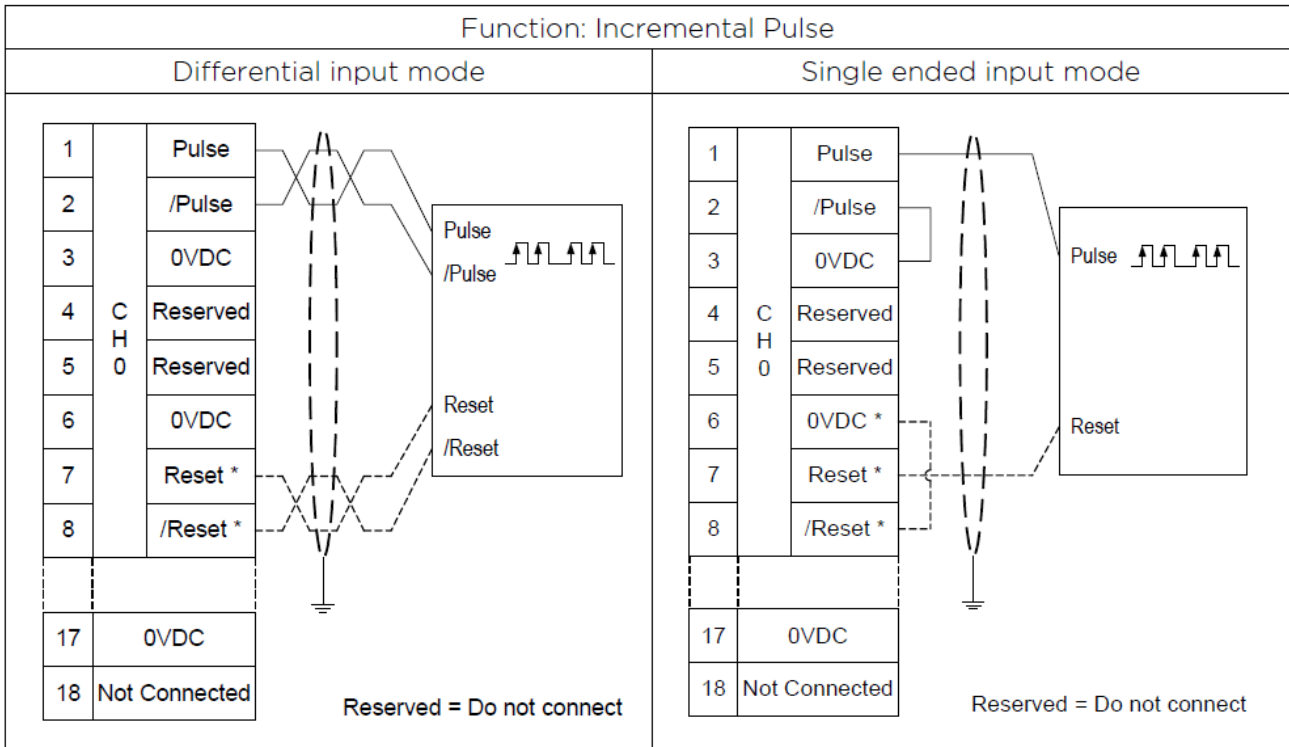 Function: Incremental Pulse
Differential input mode
1 Pulse
2 /Pulse
3 0VDC
4 Reserved
5 Reserved
6 0VDC
7 Reset *
8 /Reset *
C
H
0
17 0VDC
18 Not Connected
Pulse
/Pulse
Reset
/Reset
Reserved = Do not connect
Single ended input mode
1 Pulse
2 /Pulse
3 0VDC
4 Reserved
5 Reserved
6 0VDC *
7 Reset *
8 /Reset *
C
H
0
17 0VDC
18 Not Connected
Pulse
Reset
Reserved = Do not connect